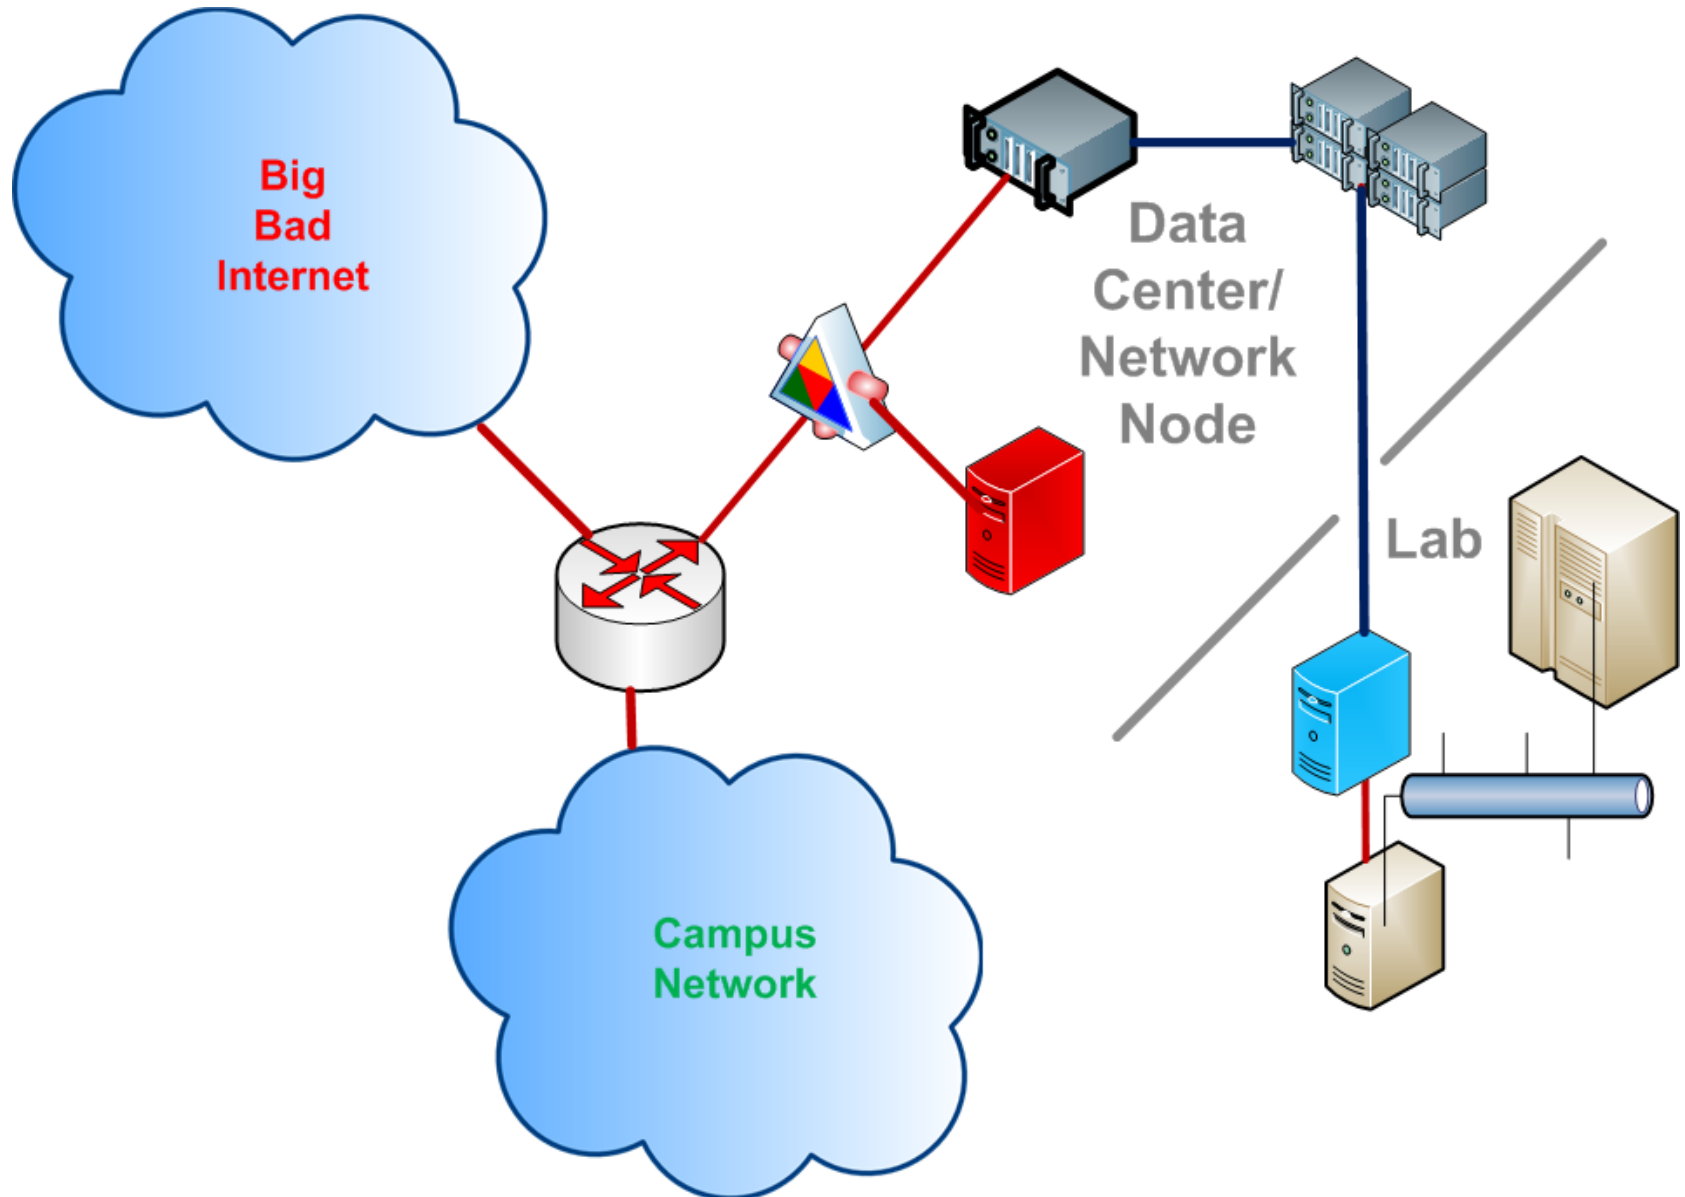 Big
Bad
Internet
Data
Center/
Network
Node
Lab
Campus
Network